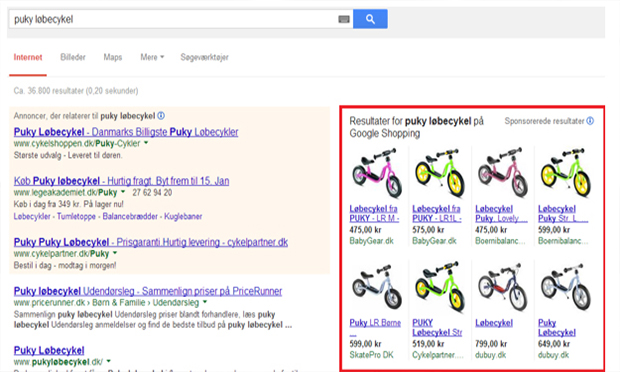 puky løbecykel
Internet Billeder Maps Mere Søgeværktøjer
Ca. 36.800 resultater (0,20 sekunder)
Annoncer, der relaterer til puky løbecykel
Puky Løbecykel - Danmarks Billigste Puky Løbecykler
www.cykelshoppen.dk/Puky-Cykler
Største udvalg - Leveret til døren.
Køb Puky løbecykel - Hurtig fragt. Byt frem til 15. Jan
www.legeakademiet.dk/Puky 27 62 94 20
Køb i dag fra 349 kr. På lager nu!
Løbecykler - Tumletoppe - Balancebrædder - Kuglebaner
Puky Puky Løbecykel - Prisgaranti Hurtig levering - cykelpartner.dk
www.cykelpartner.dk/Puky
Bestil i dag - modtag i morgen!
Puky Løbecykel Udendørsleg - Sammenlign priser på PriceRunner
www.pricerunner.dk › Børn & Familie › Udendørsleg
Sammenlign puky løbecykel Udendørsleg priser blandt forhandlere, læs puky
løbecykel Udendørsleg anmeldelser og find de bedste tilbud på puky løbecykel ...
Puky Løbecykel
www.pukyløbecykel.dk/
Resultater for puky løbecykel på
Google Shopping
Sponsorerede resultater
Løbecykel fra
PUKY - LR M -
475,00 kr
BabyGear.dk
Løbecykel fra
PUKY - LR1L -
575,00 kr
BabyGear.dk
Løbecykel
Puky. Lovely ...
475,00 kr
Boernibalanc...
Løbecykel
Puky Str. L ...
599,00 kr
Boernibalanc...
Puky LR Børne
...
599,00 kr
SkatePro DK
PUKY
Løbecykel Str
519,00 kr
Cykelpartner....
Løbecykel
799,00 kr
dubuy.dk
Puky
Løbecykel
649,00 kr
dubuy.dk